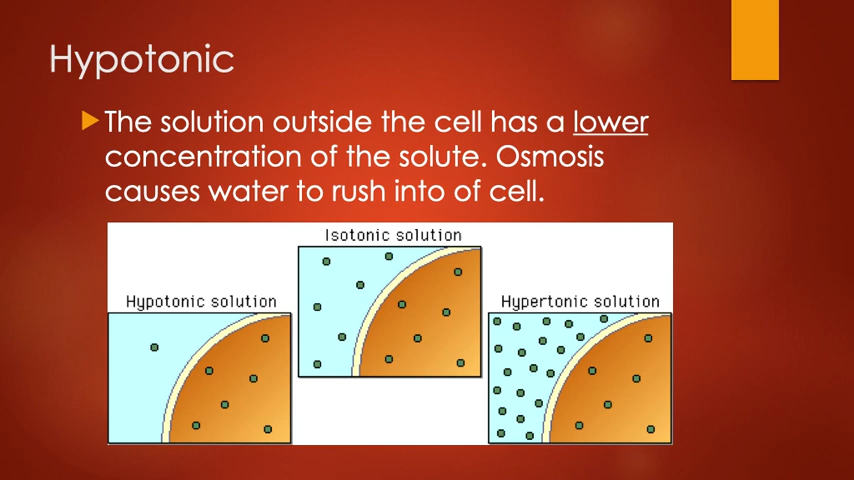 Hypotonic
The solution outside the cell has a lower
concentration of the solute. Osmosis
causes water to rush into of cell.
Isotonic solution
Hypotonic solution
Hypertonic solution